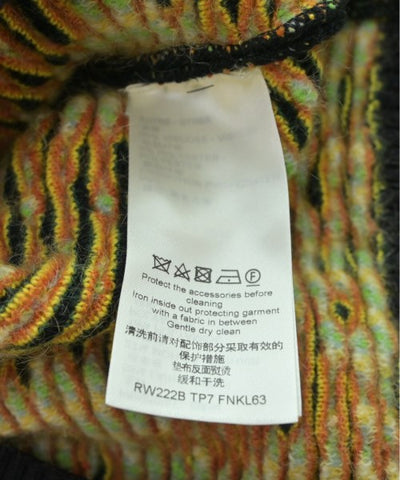 Protect the accessories before
cleaning
Iron inside out protecting garment
with a fabric in between
Gentle dry clean
清洗前请对配饰部分采取有效的
保护措施
垫布反面熨烫
缓和干洗
RW222B TP7 FNKL63